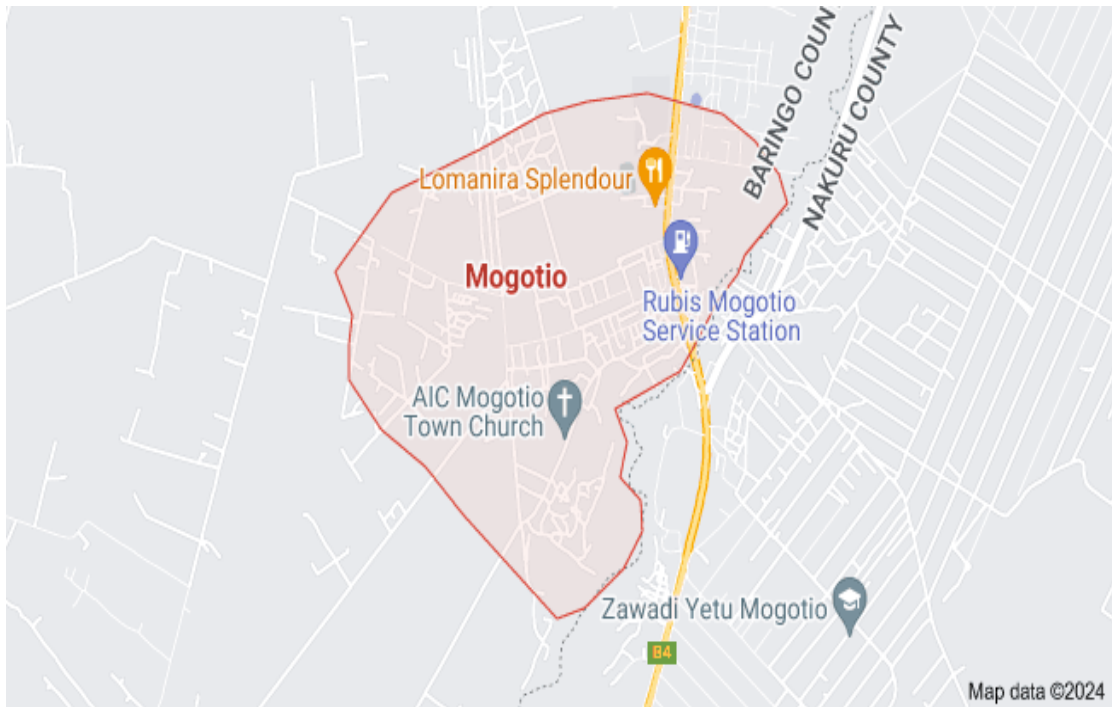 BARINGO COUN
NAKURU COUNTY
Lomanira Splendour
Mogotio
Rubis Mogotio
Service Station
AIC Mogotio
Town Church
Zawadi Yetu Mogotio
B4
Map data ©2024